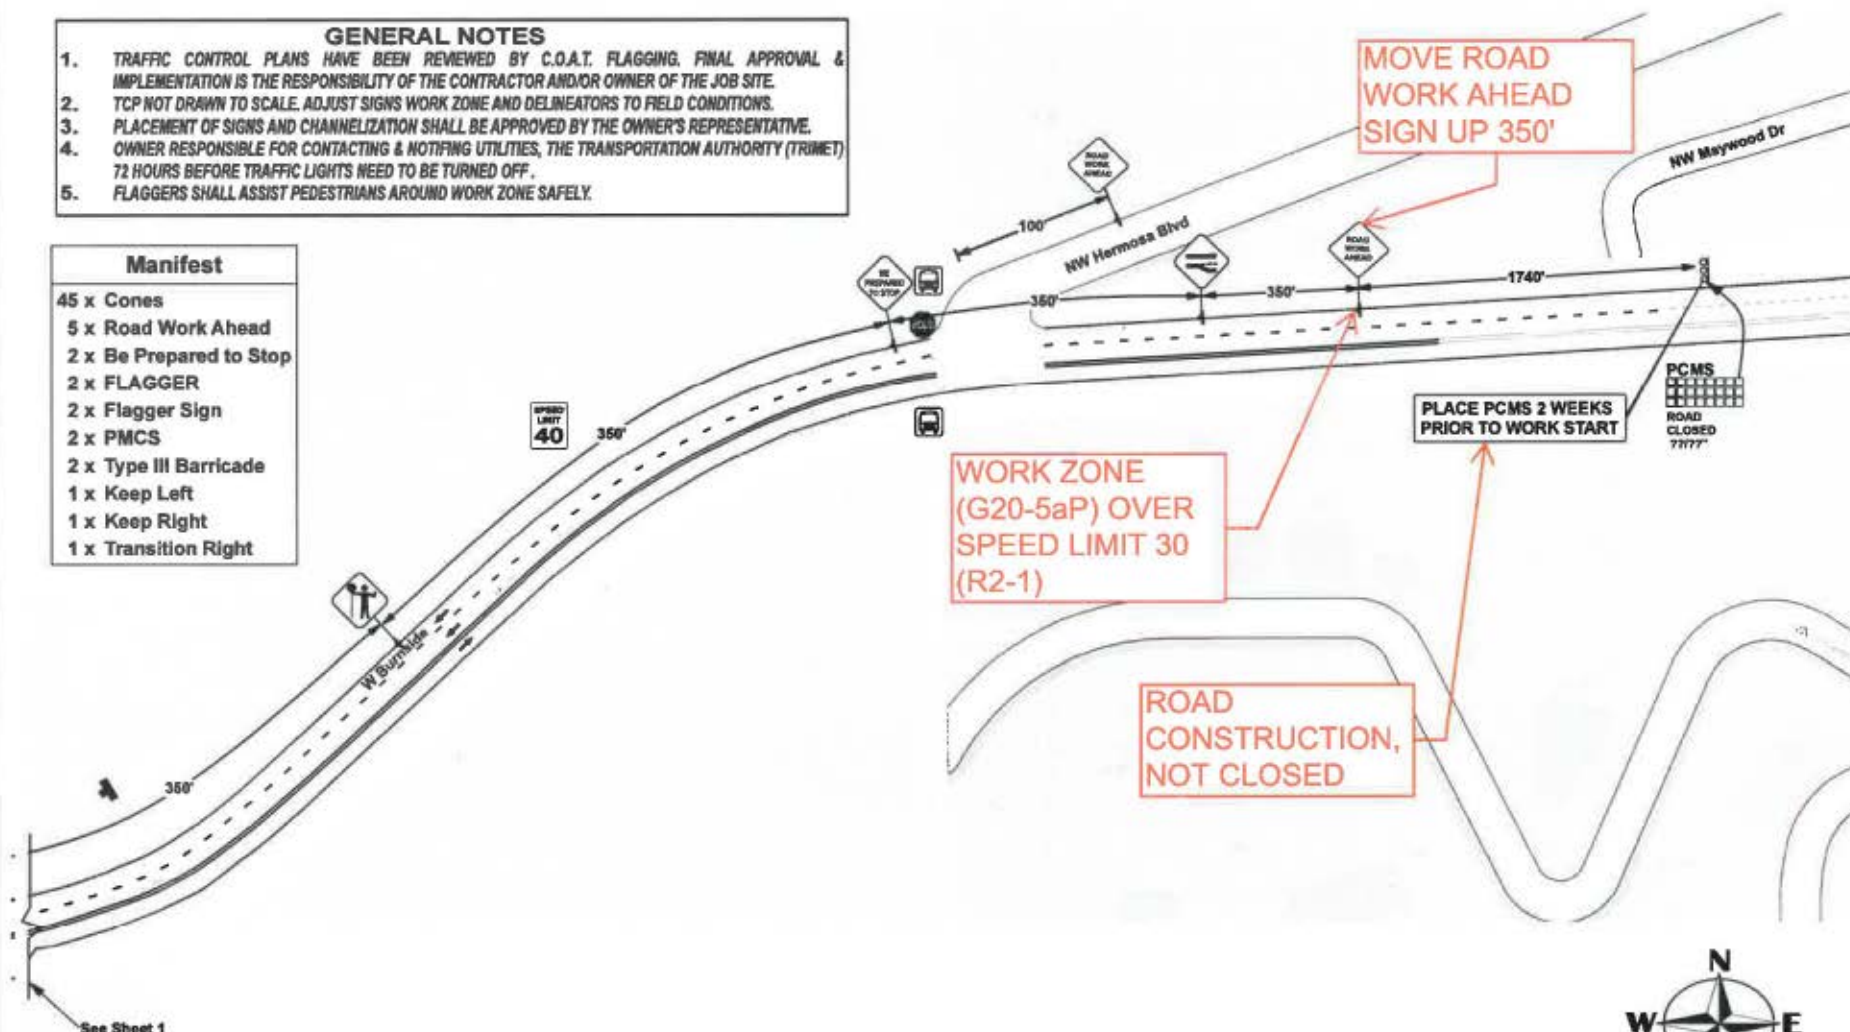 GENERAL NOTES
1. TRAFFIC CONTROL PLANS HAVE BEEN REVIEWED BY C.O.A.T. FLAGGING. FINAL APPROVAL &
IMPLEMENTATION IS THE RESPONSIBILITY OF THE CONTRACTOR AND/OR OWNER OF THE JOB SITE.
2. TCP NOT DRAWN TO SCALE. ADJUST SIGNS WORK ZONE AND DELINEATORS TO FIELD CONDITIONS.
3. PLACEMENT OF SIGNS AND CHANNELIZATION SHALL BE APPROVED BY THE OWNER'S REPRESENTATIVE.
4. OWNER RESPONSIBLE FOR CONTACTING & NOTIFING UTILITIES, THE TRANSPORTATION AUTHORITY (TRIMET)
72 HOURS BEFORE TRAFFIC LIGHTS NEED TO BE TURNED OFF.
5. FLAGGERS SHALL ASSIST PEDESTRIANS AROUND WORK ZONE SAFELY.
Manifest
45 x Cones
5 x Road Work Ahead
2 x Be Prepared to Stop
2 x FLAGGER
2 x Flagger Sign
2 x PMCS
2 x Type III Barricade
1 x Keep Left
1 x Keep Right
1 x Transition Right
MOVE ROAD
WORK AHEAD
SIGN UP 350'
NW Maywood Dr
ROAD
WORK
AHEAD
100'
NW Hermosa Blvd
BE
PREPARED
TO STOP
350'
350'
ROAD
WORK
AHEAD
1740'
SPEED
LIMIT
40
350'
PCMS
ROAD
CLOSED
??/??"
PLACE PCMS 2 WEEKS
PRIOR TO WORK START
WORK ZONE
(G20-5aP) OVER
SPEED LIMIT 30
(R2-1)
W Burnside
ROAD
CONSTRUCTION,
NOT CLOSED
350'
See Sheet 1
N
W
E